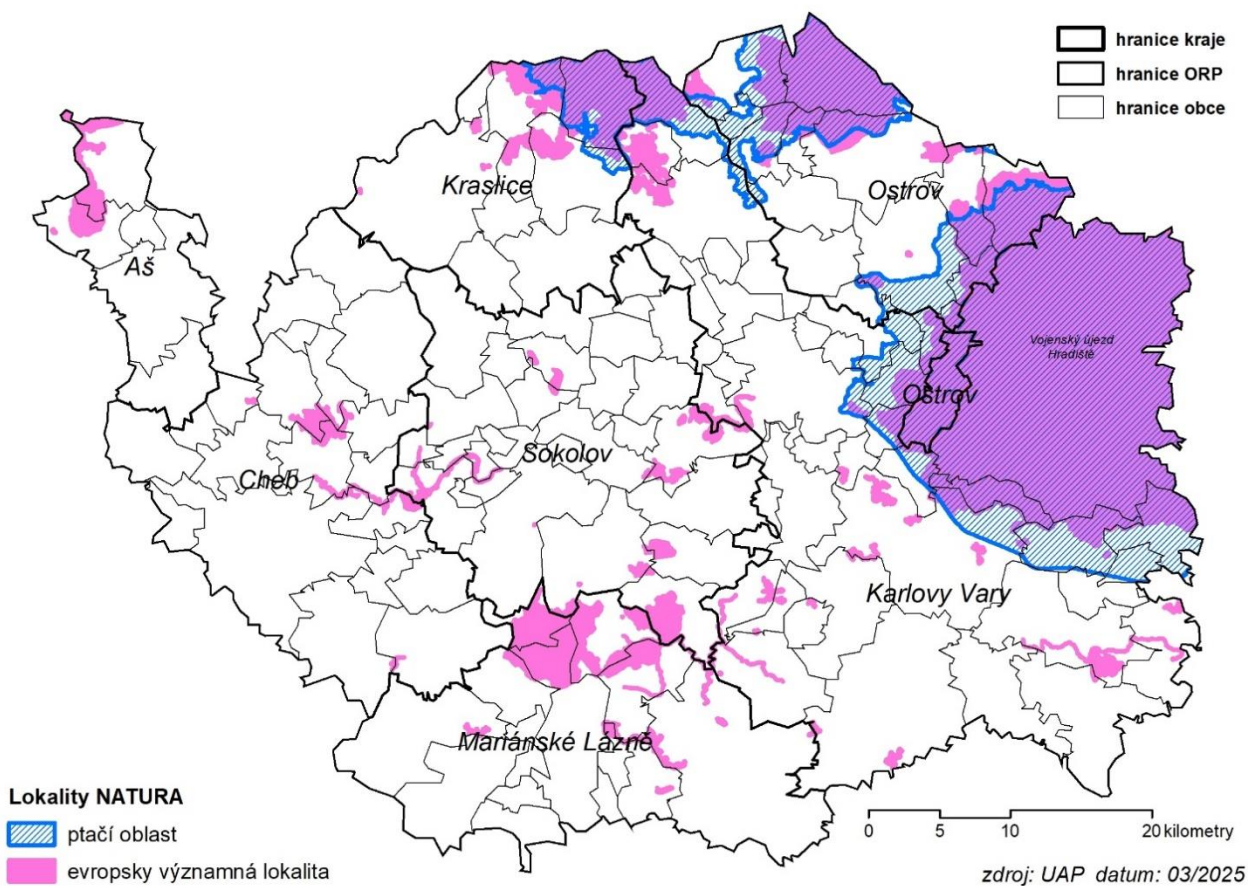 hranice kraje
hranice ORP
hranice obce
Kraslice
Ostrov
Aš
Vojenský újezd
Hradiště
Ostrov
Sokolov
Cheb
Karlovy Vary
Mariánské Lázně
Lokality NATURA
ptačí oblast
evropsky významná lokalita
0 5 10 20 kilometry
zdroj: UAP datum: 03/2025